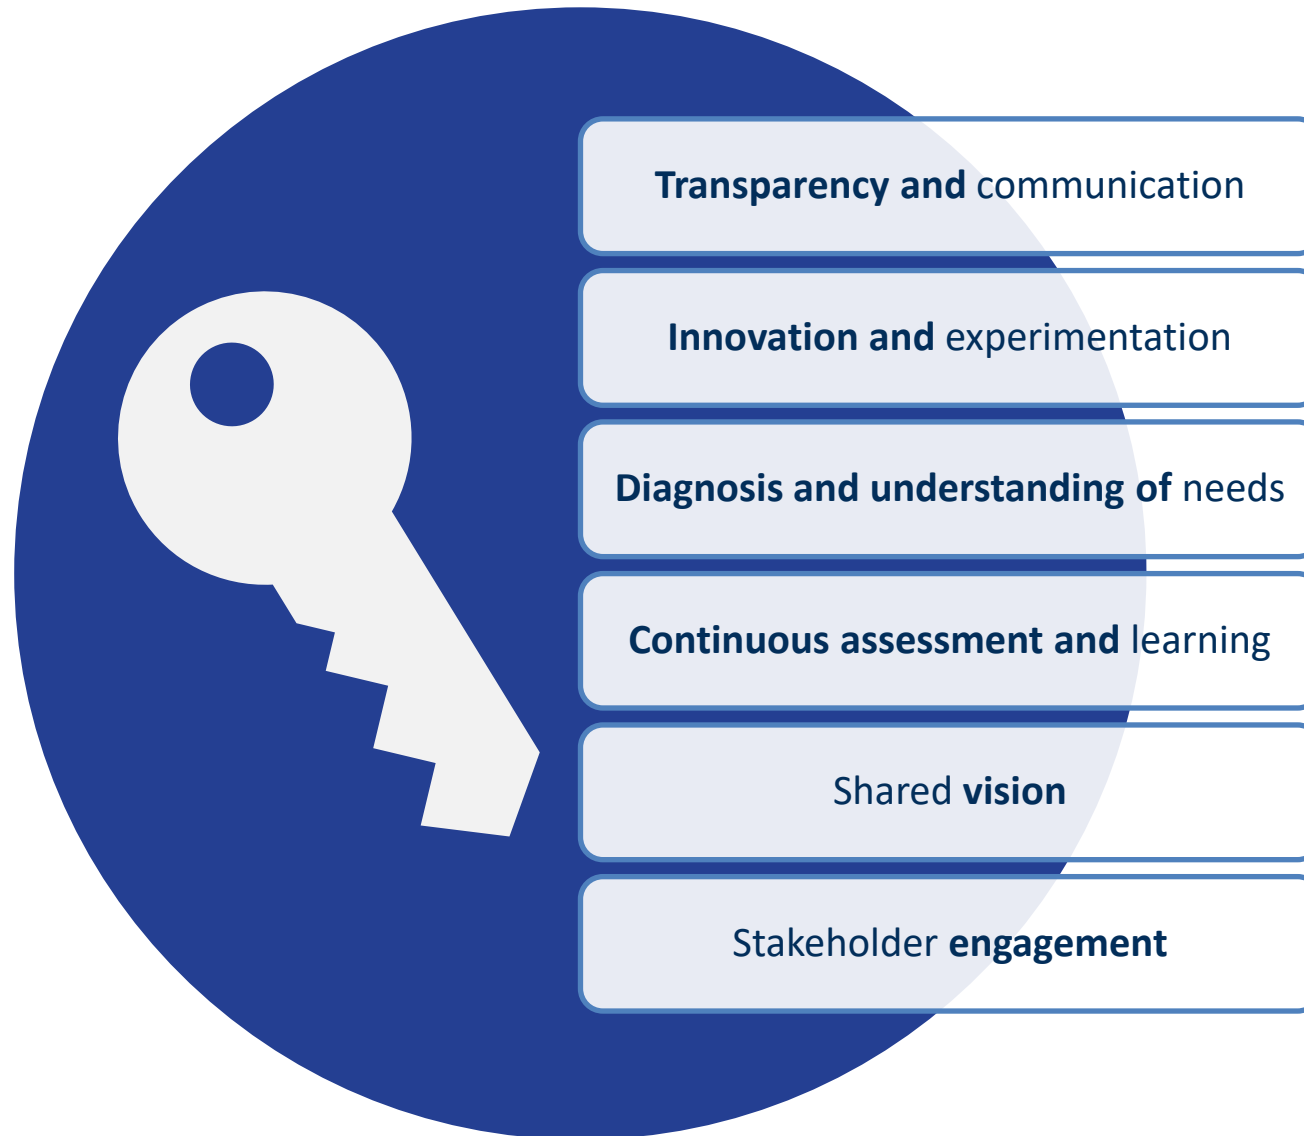 Transparency and communication
Innovation and experimentation
Diagnosis and understanding of needs
Continuous assessment and learning
Shared vision
Stakeholder engagement